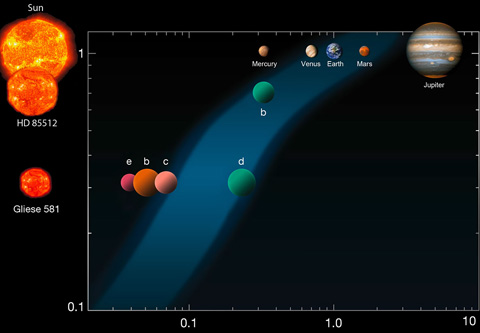 Sun
1
Mercury
Venus
Earth
Mars
Jupiter
HD 85512
b
e
b
c
d
Gliese 581
0.1
0.1
1.0
10